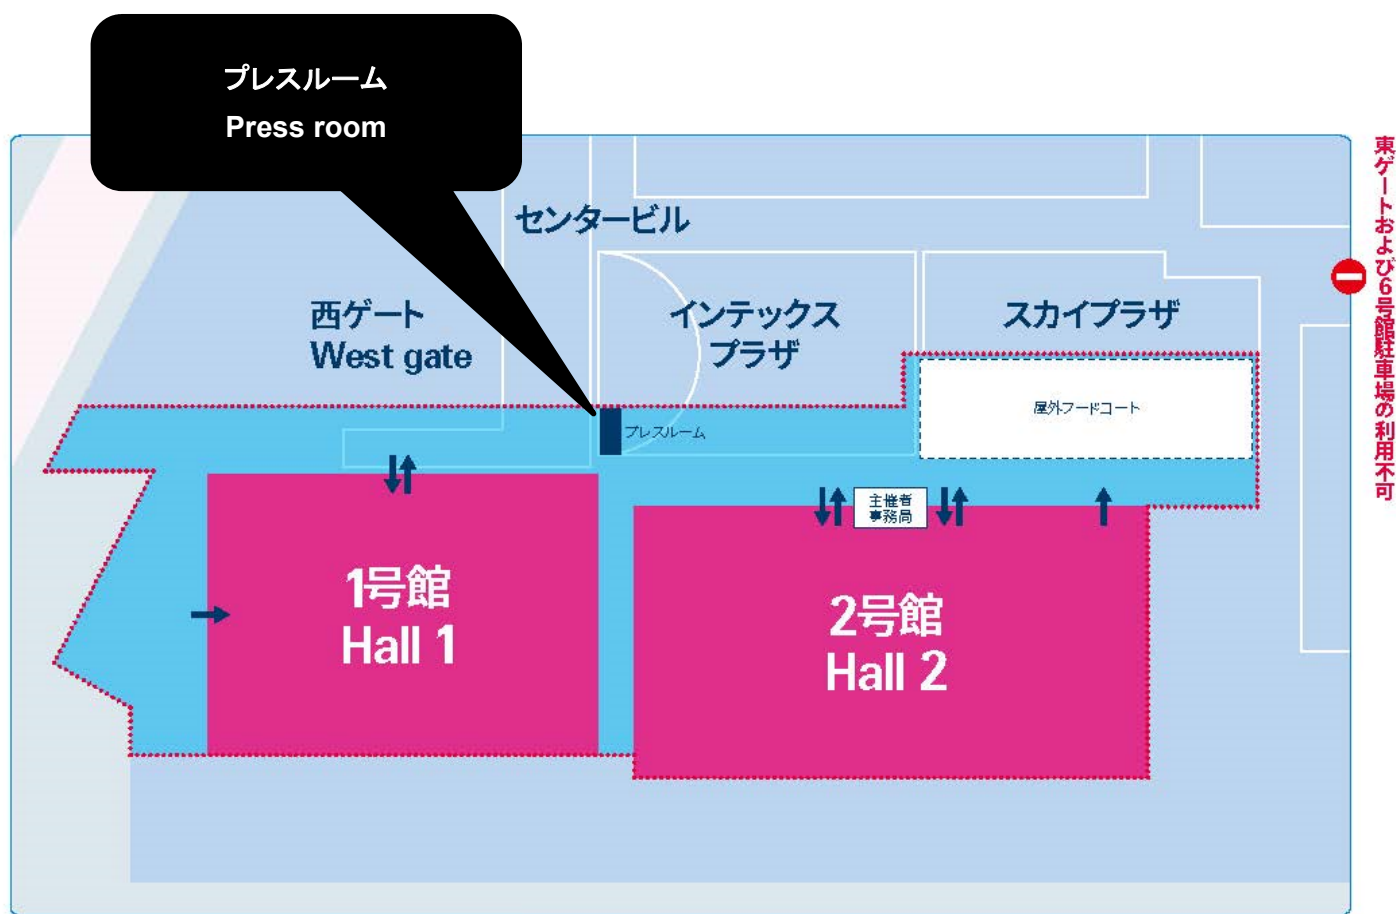 プレスルーム
Press room
センタービル
西ゲート
West gate
インテックス
プラザ
スカイプラザ
屋外フードコート
プレスルーム
主催者
事務局
1号館
Hall 1
2号館
Hall 2
東ゲートおよび6号館駐車場の利用不可